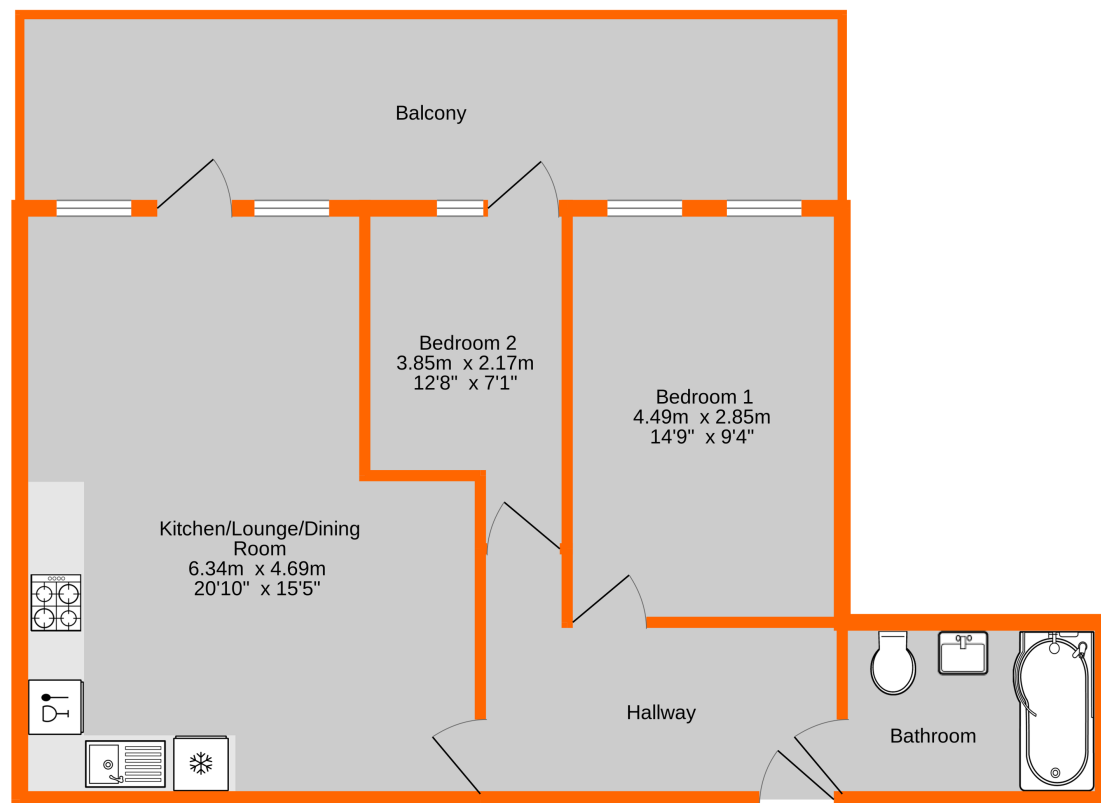 Balcony
Bedroom 2
3.85m x 2.17m
12'8" x 7'1"
Bedroom 1
4.49m x 2.85m
14'9" x 9'4"
Kitchen/Lounge/Dining
Room
6.34m x 4.69m
20'10" x 15'5"
Hallway
Bathroom